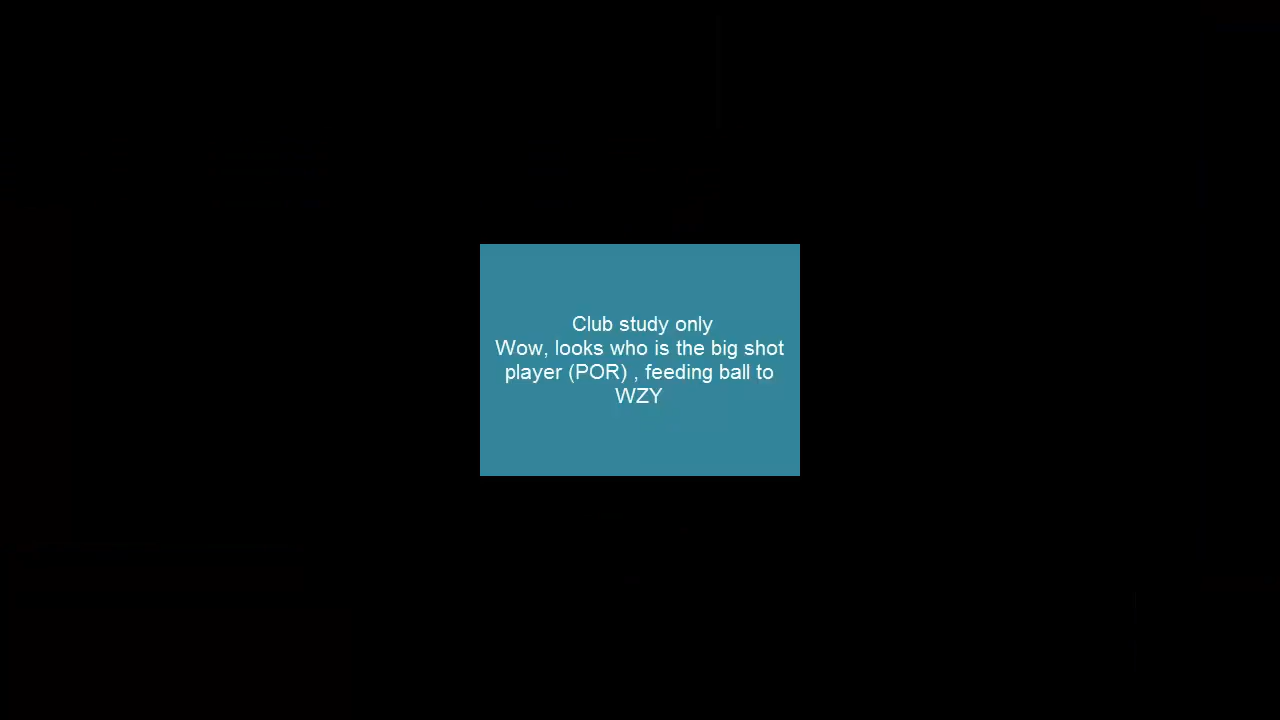 Club study only
Wow, looks who is the big shot
player (POR) , feeding ball to
WZY